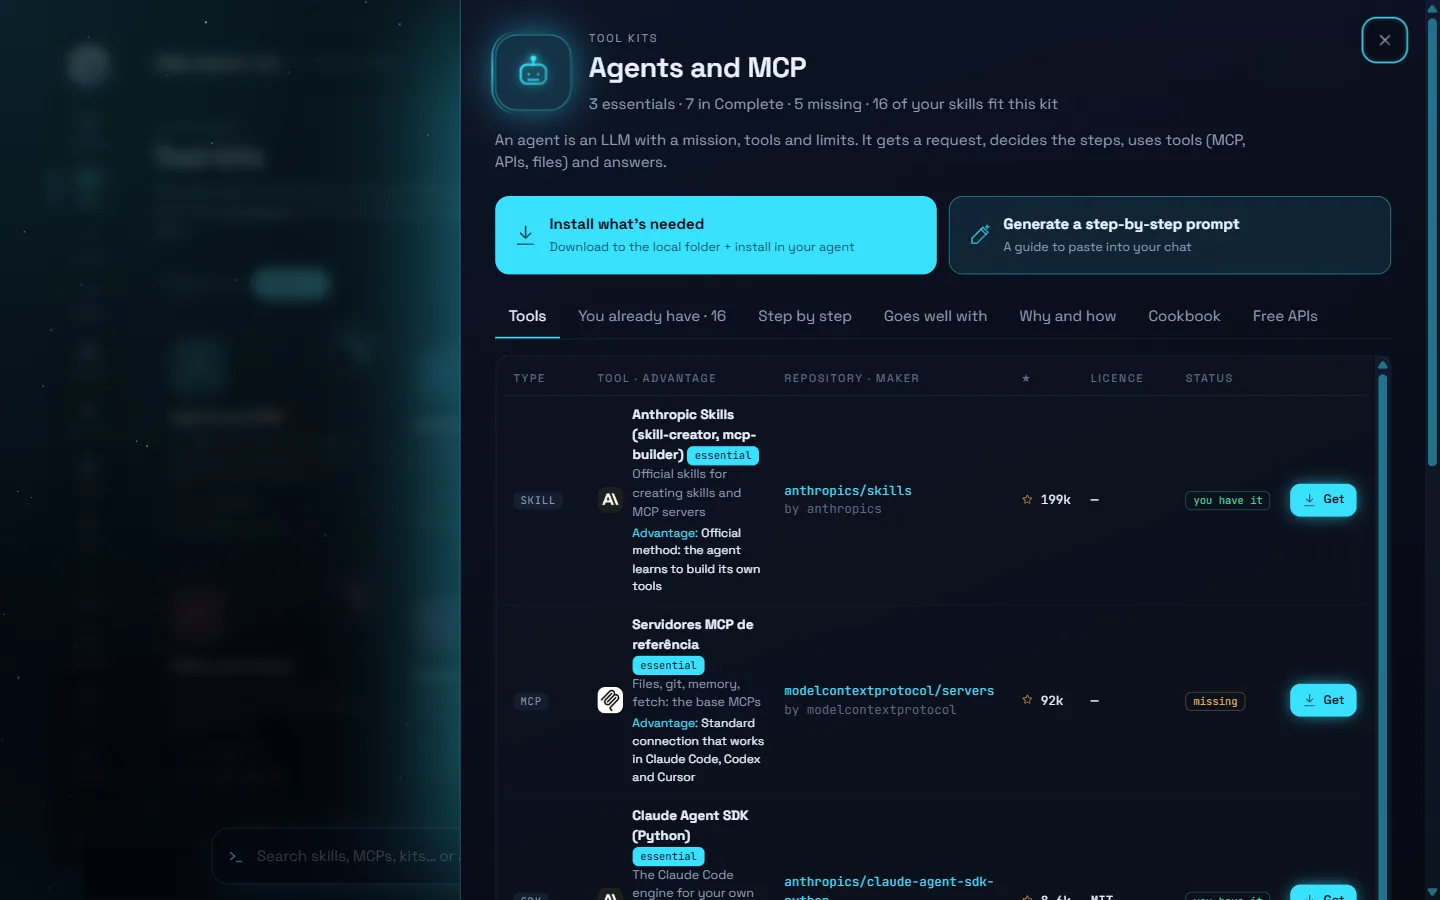 TOOL KITS
Agents and MCP
3 essentials · 7 in Complete · 5 missing · 16 of your skills fit this kit
An agent is an LLM with a mission, tools and limits. It gets a request, decides the steps, uses tools (MCP,
APIs, files) and answers.
Install what's needed
Download to the local folder + install in your agent
Generate a step-by-step prompt
A guide to paste into your chat
Tools
You already have · 16
Step by step
Goes well with
Why and how
Cookbook
Free APIs
TYPE
TOOL · ADVANTAGE
REPOSITORY · MAKER
★
LICENCE
STATUS
SKILL
Anthropic Skills
(skill-creator, mcp-
builder) essential
Official skills for
creating skills and
MCP servers
Advantage: Official
method: the agent
learns to build its own
tools
anthropics/skills
by anthropics
199k
—
you have it
Get
MCP
Servidores MCP de
referência
essential
Files, git, memory,
fetch: the base MCPs
Advantage: Standard
connection that works
in Claude Code, Codex
and Cursor
modelcontextprotocol/servers
by modelcontextprotocol
92k
—
missing
Get
Claude Agent SDK
(Python)
essential
The Claude Code
engine for your own
anthropics/claude-agent-sdk-
Get
Search skills, MCPs, kits… or